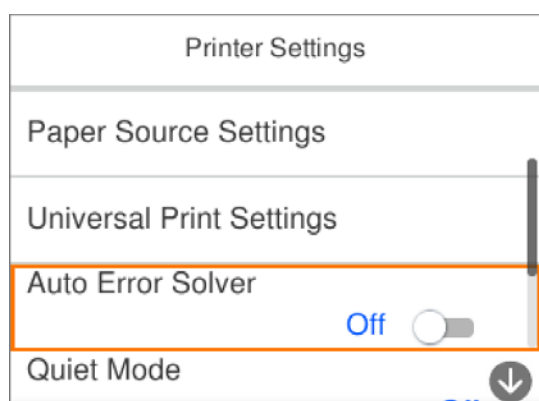 Printer Settings
Paper Source Settings
Universal Print Settings
Auto Error Solver
Off
Quiet Mode